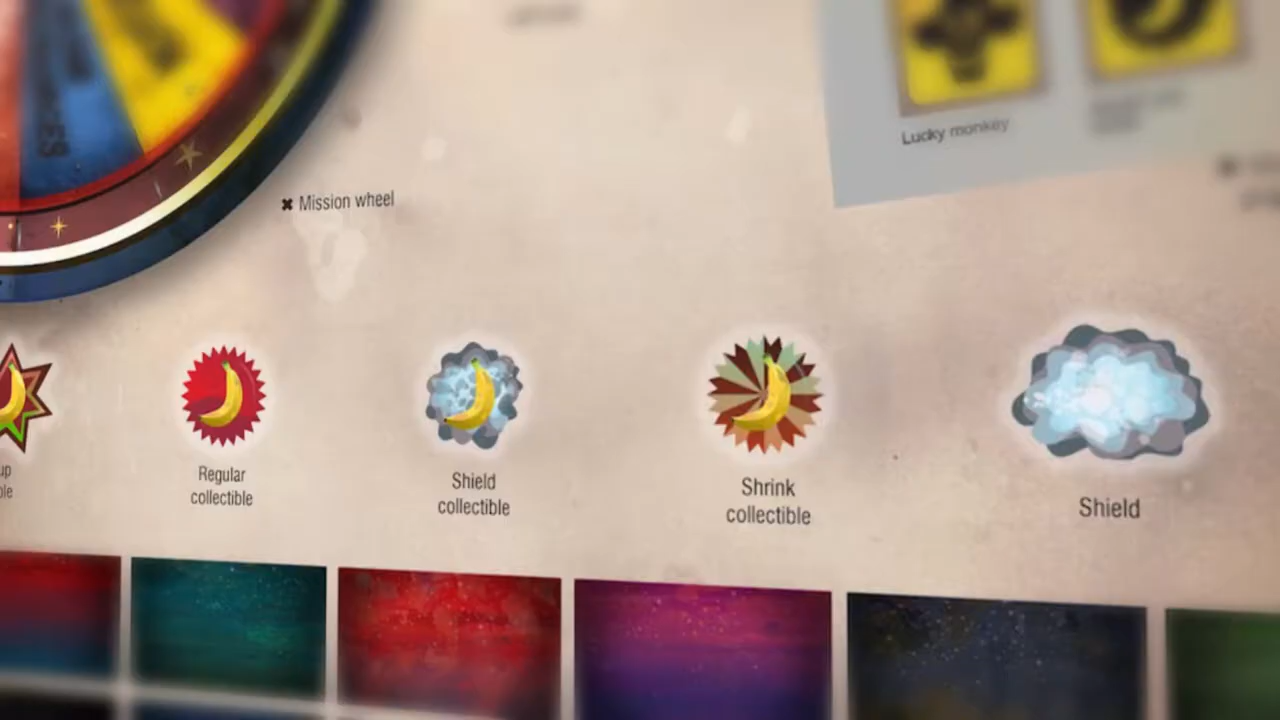 Lucky monkey
✖ Mission wheel
Regular
collectible
Shield
collectible
Shrink
collectible
Shield